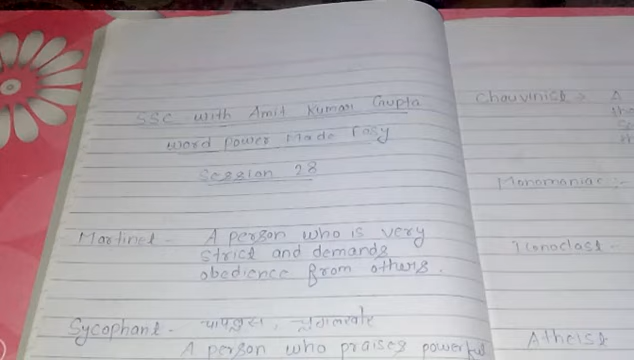 SSC with Amit Kumar Gupta
Word Power Made Easy
Session 28
Martinet - A person who is very
strict and demands
obedience from others.
Sycophant - चापलूस, चुगलखोर
A person who praises powerful
Chauvinist → A
Monomaniac :-
Iconoclast -
Atheist